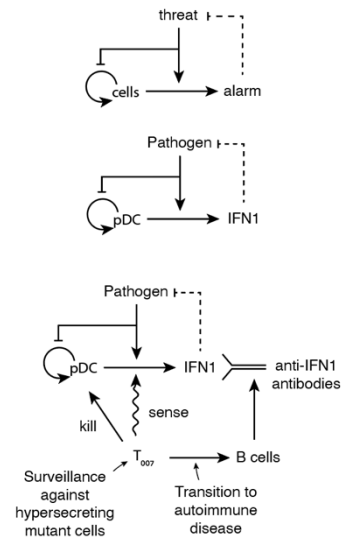 threat
cells
alarm
Pathogen
pDC
IFN1
Pathogen
pDC
IFN1
anti-IFN1
antibodies
sense
kill
T007
B cells
Surveillance
against
hypersecreting
mutant cells
Transition to
autoimmune
disease